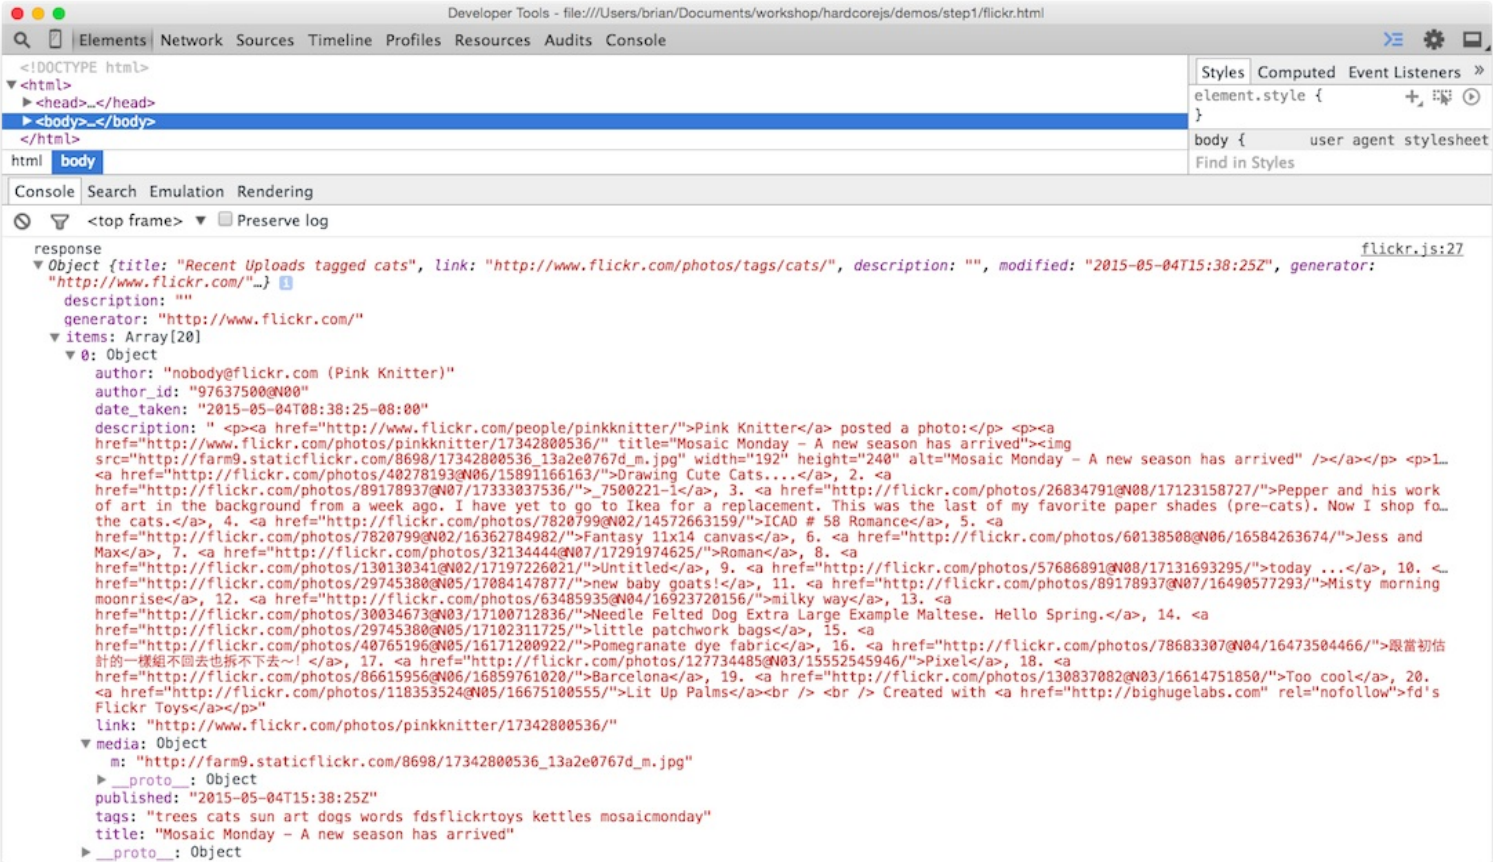 Developer Tools - file:///Users/brian/Documents/workshop/hardcorejs/demos/step1/flickr.html
Elements Network Sources Timeline Profiles Resources Audits Console
<!DOCTYPE html>
▼<html>
▶<head>…</head>
▶<body>…</body>
</html>
html body
Styles Computed Event Listeners »
element.style {
}
body { user agent stylesheet
Find in Styles
Console Search Emulation Rendering
<top frame> ▼ Preserve log
response flickr.js:27
▼Object {title: "Recent Uploads tagged cats", link: "http://www.flickr.com/photos/tags/cats/", description: "", modified: "2015-05-04T15:38:25Z", generator:
"http://www.flickr.com/"…} i
description: ""
generator: "http://www.flickr.com/"
▼items: Array[20]
▼0: Object
author: "nobody@flickr.com (Pink Knitter)"
author_id: "97637500@N00"
date_taken: "2015-05-04T08:38:25-08:00"
description: " <p><a href="http://www.flickr.com/people/pinkknitter/">Pink Knitter</a> posted a photo:</p> <p><a
href="http://www.flickr.com/photos/pinkknitter/17342800536/" title="Mosaic Monday – A new season has arrived"><img
src="http://farm9.staticflickr.com/8698/17342800536_13a2e0767d_m.jpg" width="192" height="240" alt="Mosaic Monday – A new season has arrived" /></a></p> <p>1…
<a href="http://flickr.com/photos/40278193@N06/15891166163/">Drawing Cute Cats....</a>, 2. <a
href="http://flickr.com/photos/89178937@N07/17333037536/">_7500221-1</a>, 3. <a href="http://flickr.com/photos/26834791@N08/17123158727/">Pepper and his work
of art in the background from a week ago. I have yet to go to Ikea for a replacement. This was the last of my favorite paper shades (pre-cats). Now I shop fo…
the cats.</a>, 4. <a href="http://flickr.com/photos/7820799@N02/14572663159/">ICAD # 58 Romance</a>, 5. <a
href="http://flickr.com/photos/7820799@N02/16362784982/">Fantasy 11x14 canvas</a>, 6. <a href="http://flickr.com/photos/60138508@N06/16584263674/">Jess and
Max</a>, 7. <a href="http://flickr.com/photos/32134444@N07/17291974625/">Roman</a>, 8. <a
href="http://flickr.com/photos/130130341@N02/17197226021/">Untitled</a>, 9. <a href="http://flickr.com/photos/57686891@N08/17131693295/">today ...</a>, 10. <…
href="http://flickr.com/photos/29745380@N05/17084147877/">new baby goats!</a>, 11. <a href="http://flickr.com/photos/89178937@N07/16490577293/">Misty morning
moonrise</a>, 12. <a href="http://flickr.com/photos/63485935@N04/16923720156/">milky way</a>, 13. <a
href="http://flickr.com/photos/30034673@N03/17100712836/">Needle Felted Dog Extra Large Example Maltese. Hello Spring.</a>, 14. <a
href="http://flickr.com/photos/29745380@N05/17102311725/">little patchwork bags</a>, 15. <a
href="http://flickr.com/photos/40765196@N05/16171200922/">Pomegranate dye fabric</a>, 16. <a href="http://flickr.com/photos/78683307@N04/16473504466/">跟當初估
計的一樣組不回去也拆不下去～! </a>, 17. <a href="http://flickr.com/photos/127734485@N03/15552545946/">Pixel</a>, 18. <a
href="http://flickr.com/photos/86615956@N06/16859761020/">Barcelona</a>, 19. <a href="http://flickr.com/photos/130837082@N03/16614751850/">Too cool</a>, 20.
<a href="http://flickr.com/photos/118353524@N05/16675100555/">Lit Up Palms</a><br /> <br /> Created with <a href="http://bighugelabs.com" rel="nofollow">fd's
Flickr Toys</a></p>"
link: "http://www.flickr.com/photos/pinkknitter/17342800536/"
▼media: Object
m: "http://farm9.staticflickr.com/8698/17342800536_13a2e0767d_m.jpg"
▶__proto__: Object
published: "2015-05-04T15:38:25Z"
tags: "trees cats sun art dogs words fdsflickrtoys kettles mosaicmonday"
title: "Mosaic Monday – A new season has arrived"
▶__proto__: Object